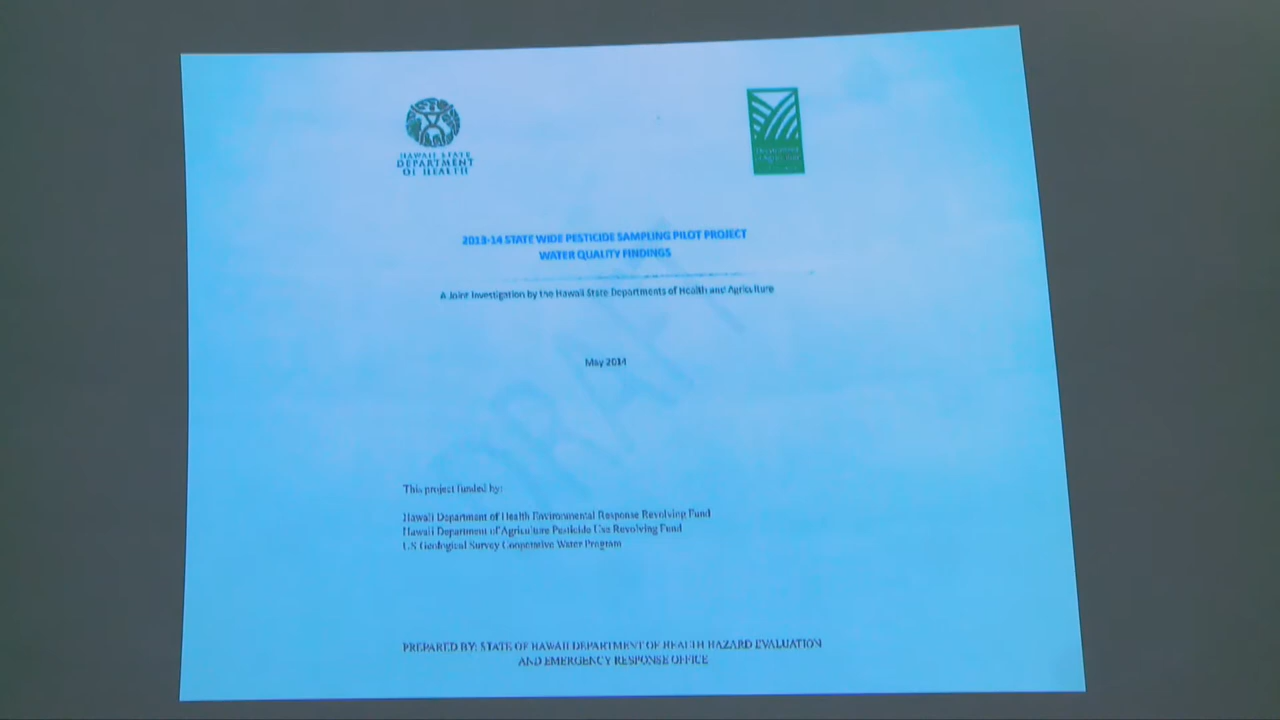 HAWAII STATE
DEPARTMENT
OF HEALTH
2013-14 STATE WIDE PESTICIDE SAMPLING PILOT PROJECT
WATER QUALITY FINDINGS
A Joint Investigation by the Hawaii State Departments of Health and Agriculture
May 2014
DRAFT
This project funded by:
Hawaii Department of Health Environmental Response Revolving Fund
Hawaii Department of Agriculture Pesticide Use Revolving Fund
US Geological Survey Cooperative Water Program
PREPARED BY: STATE OF HAWAII DEPARTMENT OF HEALTH HAZARD EVALUATION
AND EMERGENCY RESPONSE OFFICE